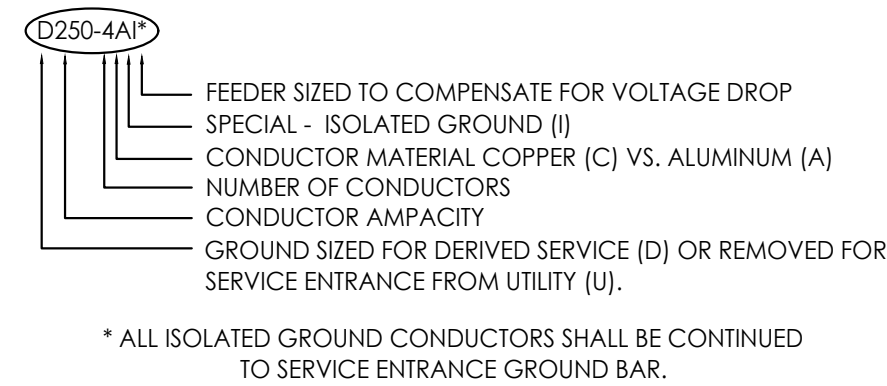 D250-4AI*
FEEDER SIZED TO COMPENSATE FOR VOLTAGE DROP
SPECIAL - ISOLATED GROUND (I)
CONDUCTOR MATERIAL COPPER (C) VS. ALUMINUM (A)
NUMBER OF CONDUCTORS
CONDUCTOR AMPACITY
GROUND SIZED FOR DERIVED SERVICE (D) OR REMOVED FOR
SERVICE ENTRANCE FROM UTILITY (U).
* ALL ISOLATED GROUND CONDUCTORS SHALL BE CONTINUED
TO SERVICE ENTRANCE GROUND BAR.